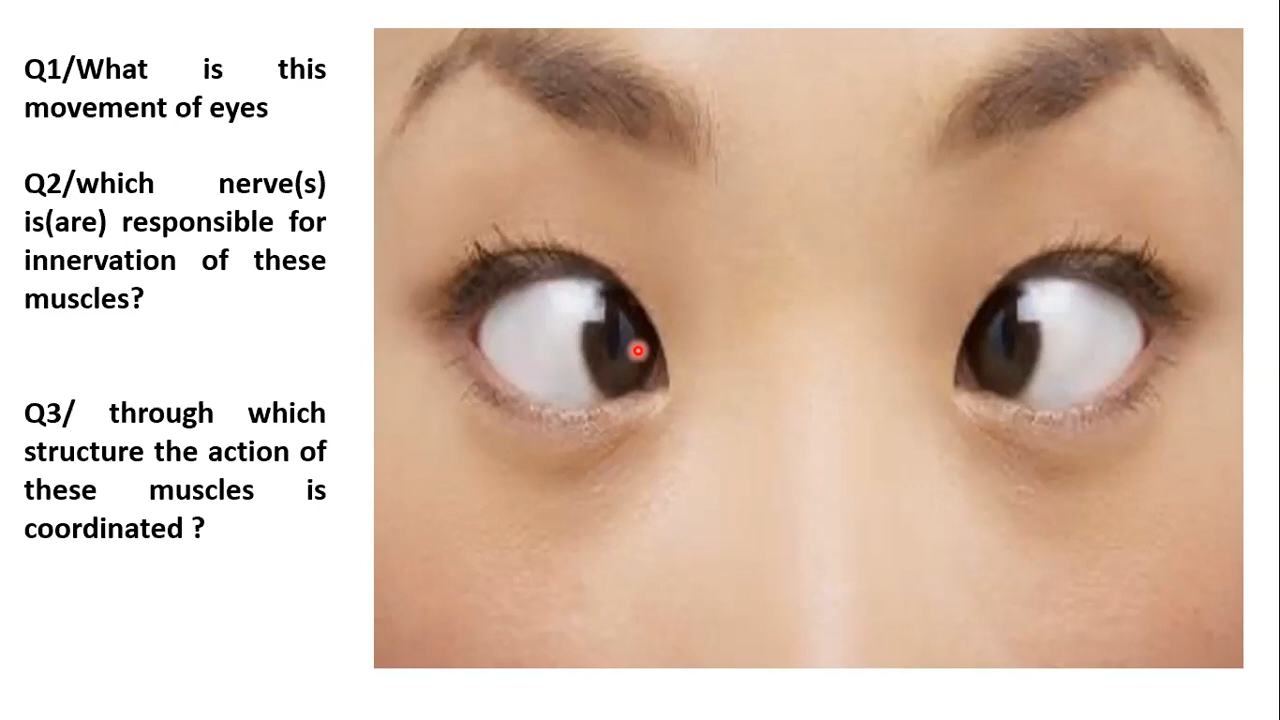 Q1/What is this
movement of eyes
Q2/which nerve(s)
is(are) responsible for
innervation of these
muscles?
Q3/ through which
structure the action of
these muscles is
coordinated ?